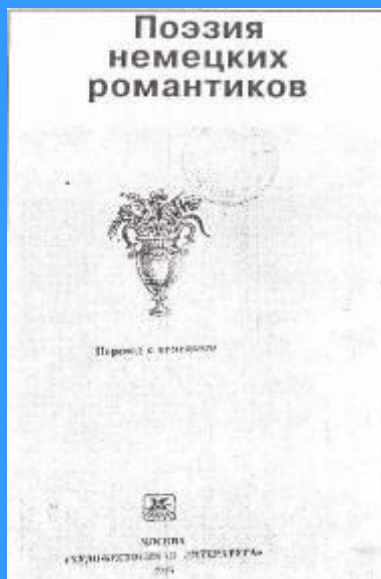 Поэзия
немецких
романтиков
Перевод с немецкого
МОСКВА
«ХУДОЖЕСТВЕННАЯ ЛИТЕРАТУРА»